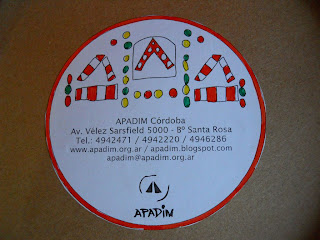 APADIM Córdoba
Av. Vélez Sarsfield 5000 - Bº Santa Rosa
Tel.: 4942471 / 4942220 / 4946286
www.apadim.org.ar / apadim.blogspot.com
apadim@apadim.org.ar
APADIM